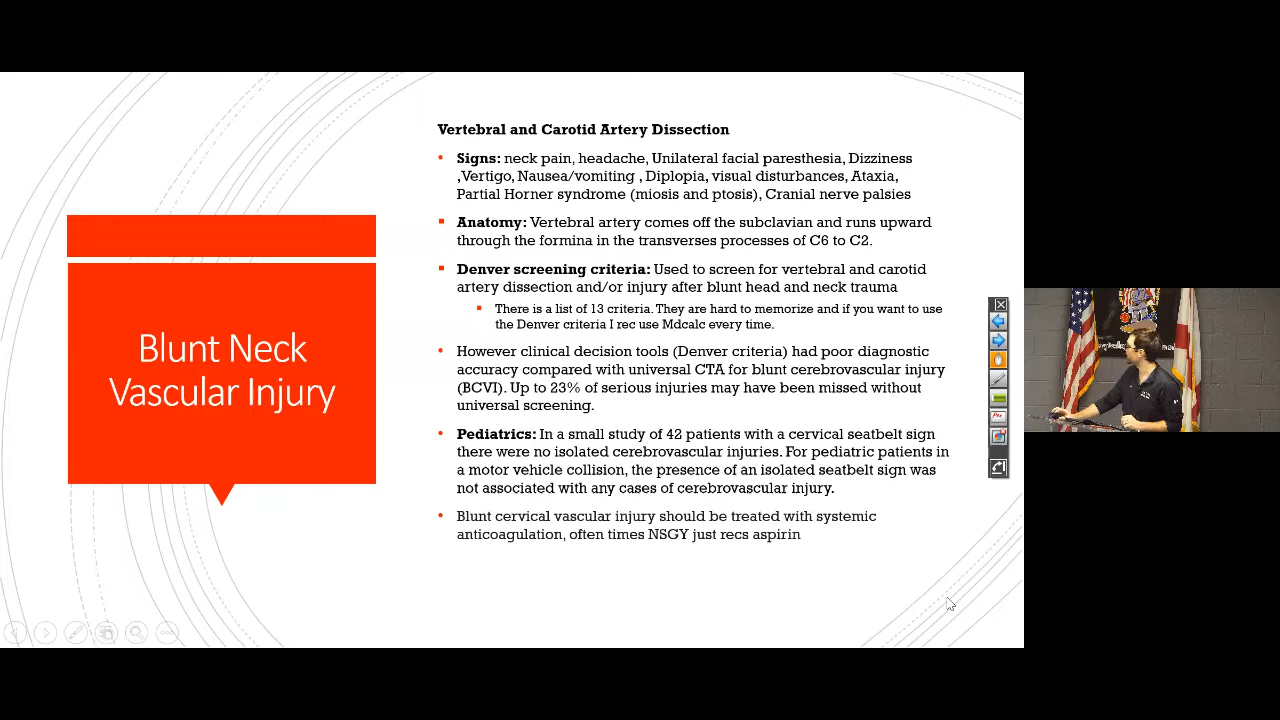 Vertebral and Carotid Artery Dissection
Signs: neck pain, headache, Unilateral facial paresthesia, Dizziness
,Vertigo, Nausea/vomiting , Diplopia, visual disturbances, Ataxia,
Partial Horner syndrome (miosis and ptosis), Cranial nerve palsies
Anatomy: Vertebral artery comes off the subclavian and runs upward
through the formina in the transverses processes of C6 to C2.
Denver screening criteria: Used to screen for vertebral and carotid
artery dissection and/or injury after blunt head and neck trauma
There is a list of 13 criteria. They are hard to memorize and if you want to use
the Denver criteria I rec use Mdcalc every time.
However clinical decision tools (Denver criteria) had poor diagnostic
accuracy compared with universal CTA for blunt cerebrovascular injury
(BCVI). Up to 23% of serious injuries may have been missed without
universal screening.
Pediatrics: In a small study of 42 patients with a cervical seatbelt sign
there were no isolated cerebrovascular injuries. For pediatric patients in
a motor vehicle collision, the presence of an isolated seatbelt sign was
not associated with any cases of cerebrovascular injury.
Blunt cervical vascular injury should be treated with systemic
anticoagulation, often times NSGY just recs aspirin
Blunt Neck
Vascular Injury